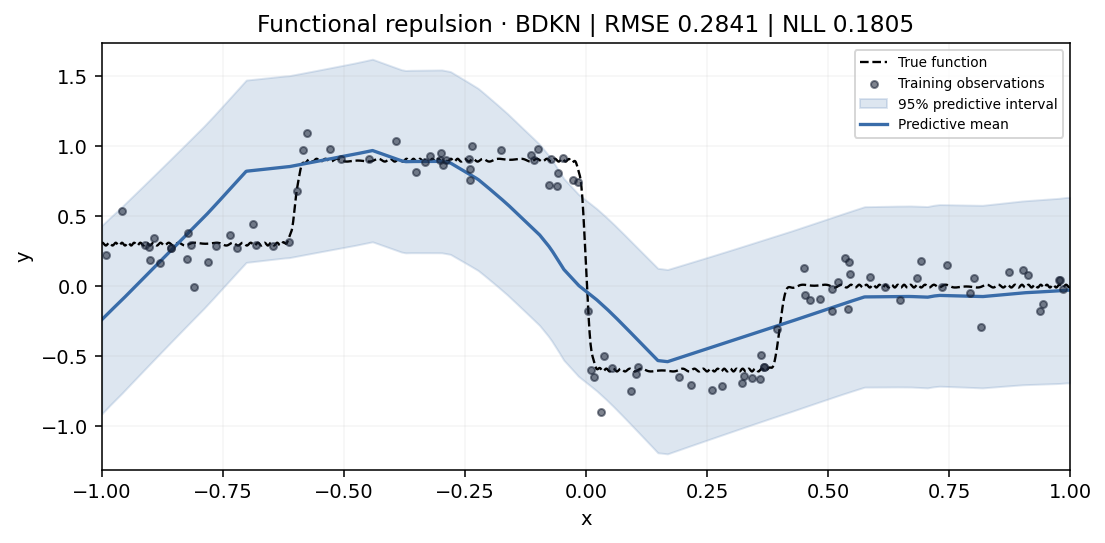 Functional repulsion · BDKN | RMSE 0.2841 | NLL 0.1805
True function
Training observations
95% predictive interval
Predictive mean
1.5
1.0
0.5
0.0
−0.5
−1.0
y
−1.00 −0.75 −0.50 −0.25 0.00 0.25 0.50 0.75 1.00
x